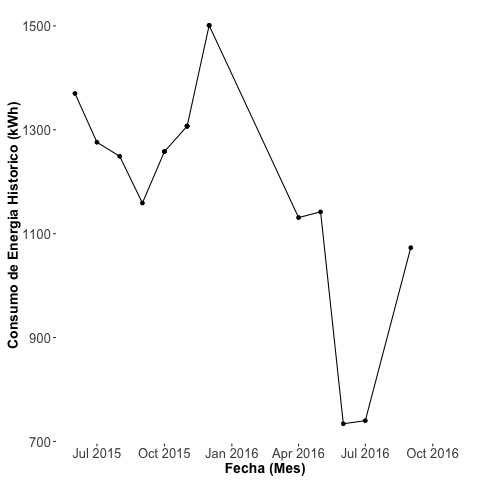 Consumo de Energia Historico (kWh)
1500
1300
1100
900
700
Jul 2015 Oct 2015 Jan 2016 Apr 2016 Jul 2016 Oct 2016
Fecha (Mes)